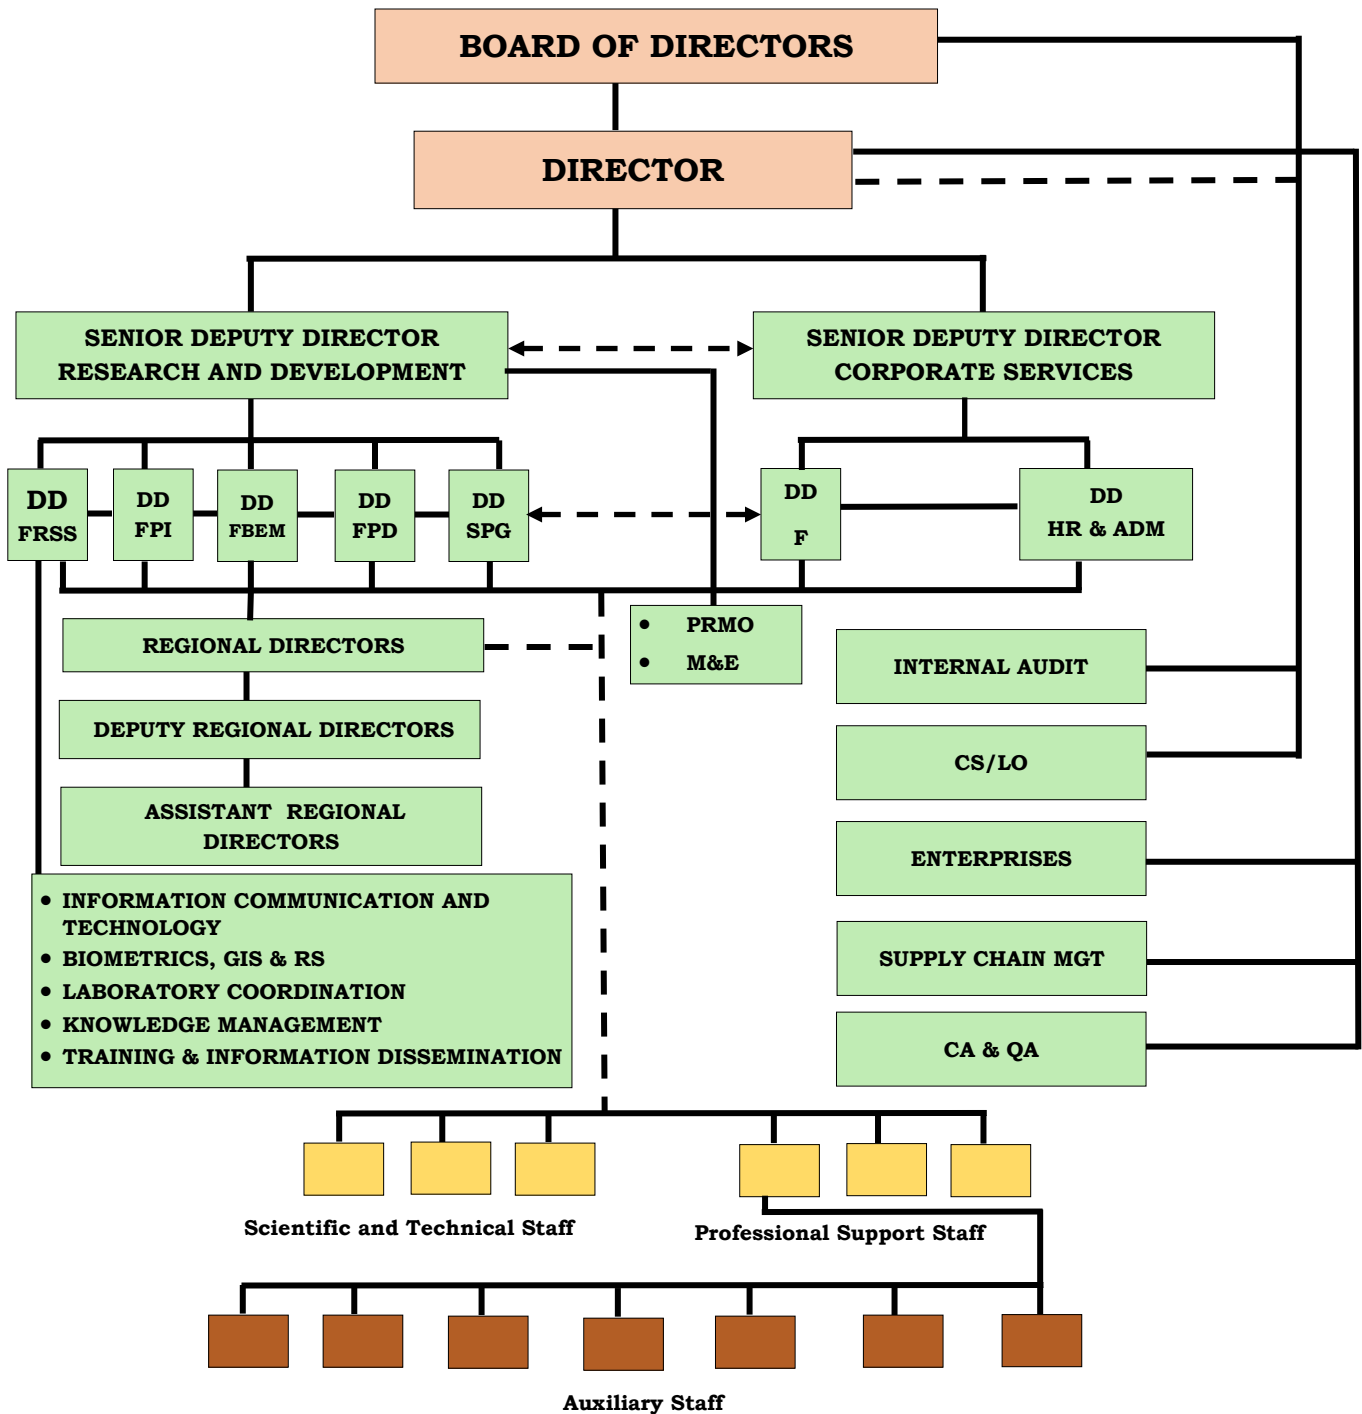 BOARD OF DIRECTORS
DIRECTOR
SENIOR DEPUTY DIRECTOR
RESEARCH AND DEVELOPMENT
SENIOR DEPUTY DIRECTOR
CORPORATE SERVICES
DD
FRSS
DD
FPI
DD
FBEM
DD
FPD
DD
SPG
DD
F
DD
HR & ADM
REGIONAL DIRECTORS
• PRMO
• M&E
DEPUTY REGIONAL DIRECTORS
ASSISTANT REGIONAL
DIRECTORS
• INFORMATION COMMUNICATION AND
TECHNOLOGY
• BIOMETRICS, GIS & RS
• LABORATORY COORDINATION
• KNOWLEDGE MANAGEMENT
• TRAINING & INFORMATION DISSEMINATION
INTERNAL AUDIT
CS/LO
ENTERPRISES
SUPPLY CHAIN MGT
CA & QA
Scientific and Technical Staff
Professional Support Staff
Auxiliary Staff